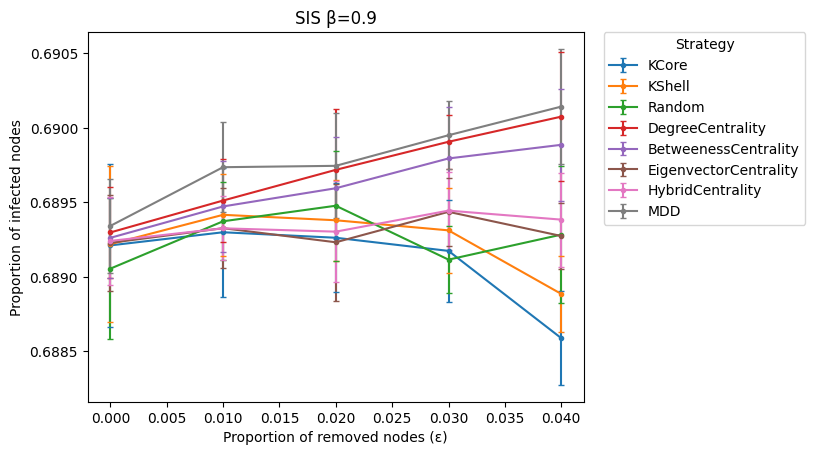 SIS β=0.9
Proportion of infected nodes
0.6905
0.6900
0.6895
0.6890
0.6885
0.000
0.005
0.010
0.015
0.020
0.025
0.030
0.035
0.040
Proportion of removed nodes (ε)
Strategy
KCore
KShell
Random
DegreeCentrality
BetweenessCentrality
EigenvectorCentrality
HybridCentrality
MDD